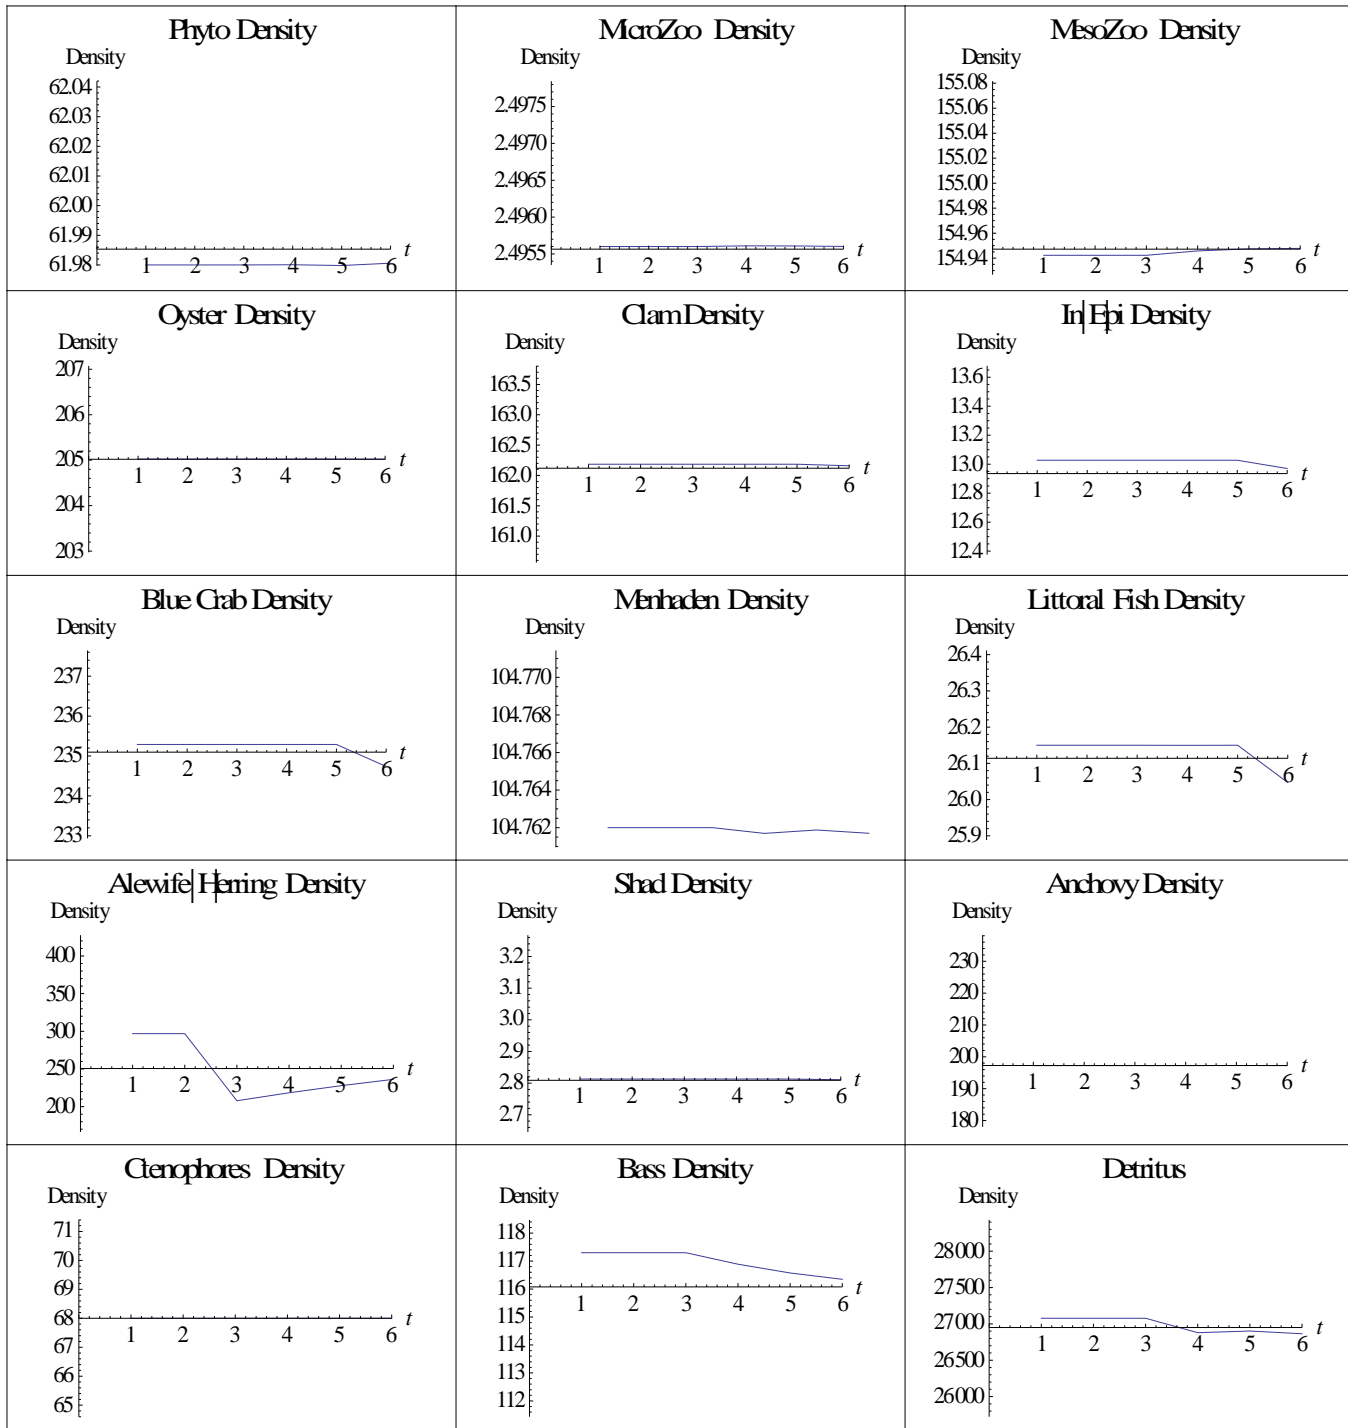 Phyto Density
Density
62.04
62.03
62.02
62.01
62.00
61.99
61.98
1 2 3 4 5 6 t
MicroZoo Density
Density
2.4975
2.4970
2.4965
2.4960
2.4955
1 2 3 4 5 6 t
MesoZoo Density
Density
155.08
155.06
155.04
155.02
155.00
154.98
154.96
154.94
1 2 3 4 5 6 t
Oyster Density
Density
207
206
205
204
203
1 2 3 4 5 6 t
Clam Density
Density
163.5
163.0
162.5
162.0
161.5
161.0
1 2 3 4 5 6 t
In|Epi Density
Density
13.6
13.4
13.2
13.0
12.8
12.6
12.4
1 2 3 4 5 6 t
Blue Crab Density
Density
237
236
235
234
233
1 2 3 4 5 6 t
Menhaden Density
Density
104.770
104.768
104.766
104.764
104.762
Littoral Fish Density
Density
26.4
26.3
26.2
26.1
26.0
25.9
1 2 3 4 5 6 t
Alewife|Herring Density
Density
400
350
300
250
200
1 2 3 4 5 6 t
Shad Density
Density
3.2
3.1
3.0
2.9
2.8
2.7
1 2 3 4 5 6 t
Anchovy Density
Density
230
220
210
200
190
180
1 2 3 4 5 6 t
Ctenophores Density
Density
71
70
69
68
67
66
65
1 2 3 4 5 6 t
Bass Density
Density
118
117
116
115
114
113
112
1 2 3 4 5 6 t
Detritus
Density
28000
27500
27000
26500
26000
1 2 3 4 5 6 t